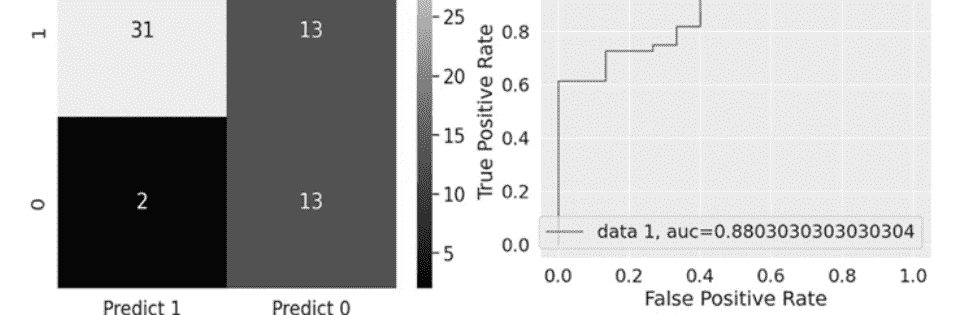 1
31
13
0
2
13
Predict 1
Predict 0
25
20
15
10
5
True Positive Rate
0.8
0.6
0.4
0.2
0.0
data 1, auc=0.8803030303030304
0.0 0.2 0.4 0.6 0.8 1.0
False Positive Rate